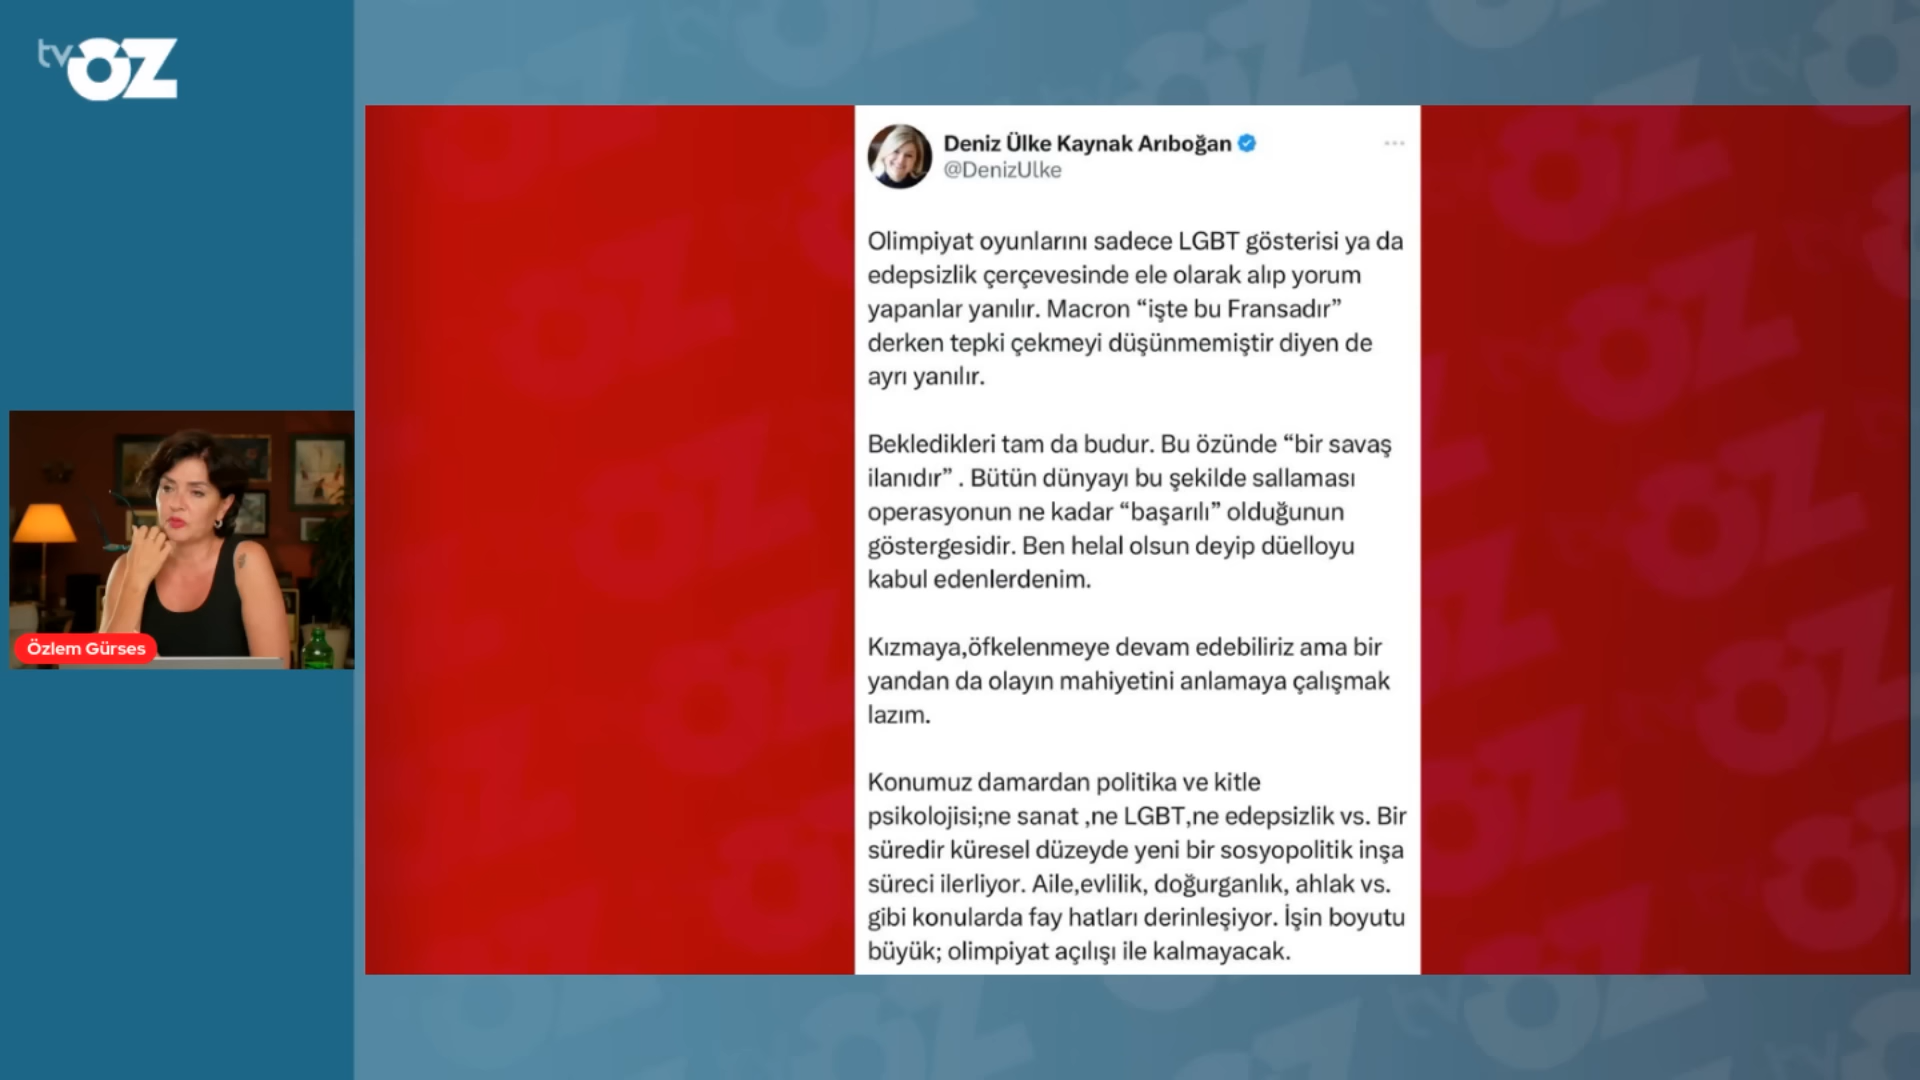 tvÖZ
Deniz Ülke Kaynak Arıboğan
@DenizUlke
Olimpiyat oyunlarını sadece LGBT gösterisi ya da
edepsizlik çerçevesinde ele olarak alıp yorum
yapanlar yanılır. Macron “işte bu Fransadır”
derken tepki çekmeyi düşünmemiştir diyen de
ayrı yanılır.
Bekledikleri tam da budur. Bu özünde “bir savaş
ilanıdır” . Bütün dünyayı bu şekilde sallaması
operasyonun ne kadar “başarılı” olduğunun
göstergesidir. Ben helal olsun deyip düelloyu
kabul edenlerdenim.
Kızmaya,öfkelenmeye devam edebiliriz ama bir
yandan da olayın mahiyetini anlamaya çalışmak
lazım.
Konumuz damardan politika ve kitle
psikolojisi;ne sanat ,ne LGBT,ne edepsizlik vs. Bir
süredir küresel düzeyde yeni bir sosyopolitik inşa
süreci ilerliyor. Aile,evlilik, doğurganlık, ahlak vs.
gibi konularda fay hatları derinleşiyor. İşin boyutu
büyük; olimpiyat açılışı ile kalmayacak.
Özlem Gürses